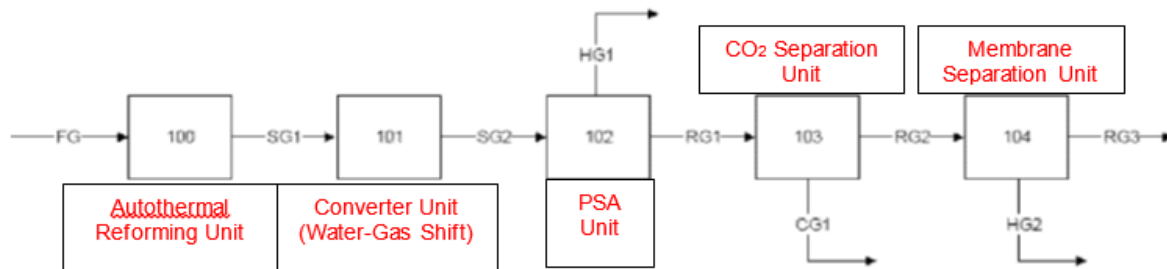 HG1
CO₂ Separation
Unit
Membrane
Separation Unit
FG
100
SG1
101
SG2
102
RG1
103
RG2
104
RG3
Autothermal
Reforming Unit
Converter Unit
(Water-Gas Shift)
PSA
Unit
CG1
HG2